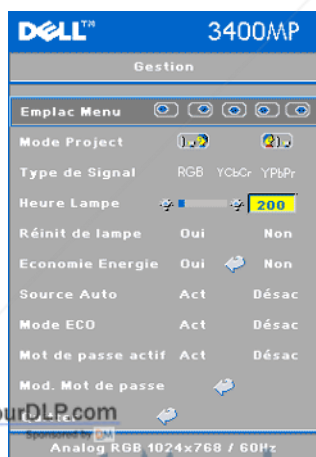 DELL™ 3400MP
Gestion
Emplac Menu
Mode Project
Type de Signal RGB YCbCr YPbPr
Heure Lampe 200
Réinit de lampe Oui Non
Economie Energie Oui Non
Source Auto Act Désac
Mode ECO Act Désac
Mot de passe actif Act Désac
Mod. Mot de passe
urDLP.com
Sponsored by DM
Analog RGB 1024x768 / 60Hz